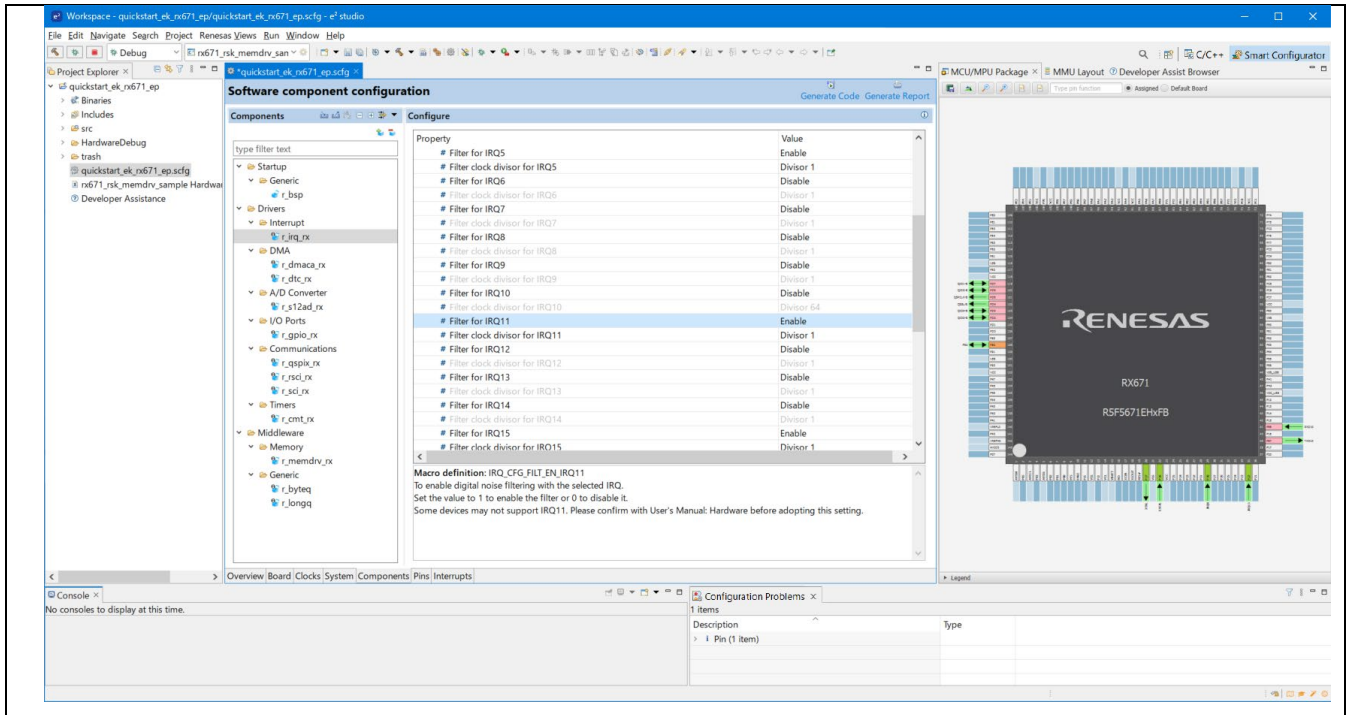 Workspace - quickstart_ek_rx671_ep/quickstart_ek_rx671_ep.scfg - e² studio
File Edit Navigate Search Project Renesas Views Run Window Help
Debug
rx671_rsk_memdrv_san
C/C++
Smart Configurator
Project Explorer
quickstart_ek_rx671_ep
Binaries
Includes
src
HardwareDebug
trash
quickstart_ek_rx671_ep.scfg
rx671_rsk_memdrv_sample Hardwar
Developer Assistance
*quickstart_ek_rx671_ep.scfg
Software component configuration
Generate Code Generate Report
Components
type filter text
Startup
Generic
r_bsp
Drivers
Interrupt
r_irq_rx
DMA
r_dmaca_rx
r_dtc_rx
A/D Converter
r_s12ad_rx
I/O Ports
r_gpio_rx
Communications
r_qspix_rx
r_rsci_rx
r_sci_rx
Timers
r_cmt_rx
Middleware
Memory
r_memdrv_rx
Generic
r_byteq
r_longq
Configure
Property Value
# Filter for IRQ5 Enable
# Filter clock divisor for IRQ5 Divisor 1
# Filter for IRQ6 Disable
# Filter clock divisor for IRQ6 Divisor 1
# Filter for IRQ7 Disable
# Filter clock divisor for IRQ7 Divisor 1
# Filter for IRQ8 Disable
# Filter clock divisor for IRQ8 Divisor 1
# Filter for IRQ9 Disable
# Filter clock divisor for IRQ9 Divisor 1
# Filter for IRQ10 Disable
# Filter clock divisor for IRQ10 Divisor 64
# Filter for IRQ11 Enable
# Filter clock divisor for IRQ11 Divisor 1
# Filter for IRQ12 Disable
# Filter clock divisor for IRQ12 Divisor 1
# Filter for IRQ13 Disable
# Filter clock divisor for IRQ13 Divisor 1
# Filter for IRQ14 Disable
# Filter clock divisor for IRQ14 Divisor 1
# Filter for IRQ15 Enable
# Filter clock divisor for IRQ15 Divisor 1
Macro definition: IRQ_CFG_FILT_EN_IRQ11
To enable digital noise filtering with the selected IRQ.
Set the value to 1 to enable the filter or 0 to disable it.
Some devices may not support IRQ11. Please confirm with User's Manual: Hardware before adopting this setting.
Overview Board Clocks System Components Pins Interrupts
MCU/MPU Package MMU Layout Developer Assist Browser
Type pin function Assigned Default Board
RENESAS
RX671
R5F5671EHxFB
Legend
Console
No consoles to display at this time.
Configuration Problems
1 items
Description Type
Pin (1 item)